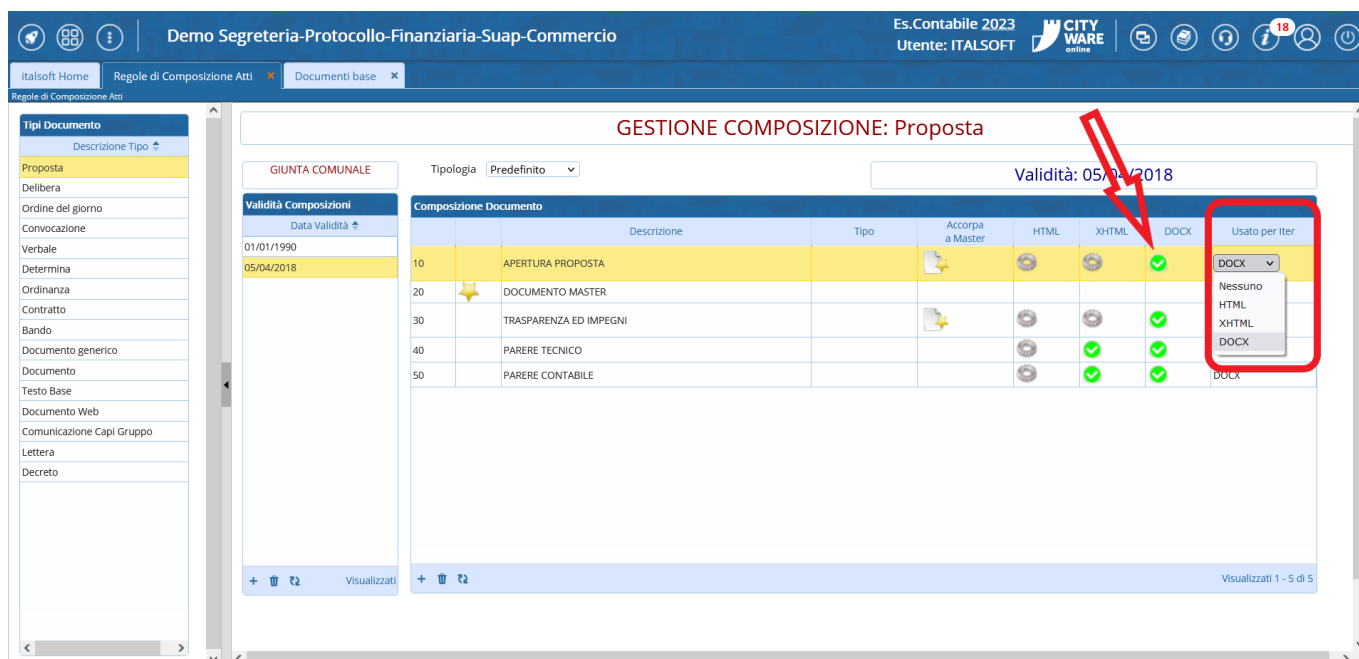 Demo Segreteria-Protocollo-Finanziaria-Suap-Commercio
Es.Contabile 2023
Utente: ITALSOFT
CITY
WARE
online
18
italsoft Home
Regole di Composizione Atti
Documenti base
Regole di Composizione Atti
Tipi Documento
Descrizione Tipo
Proposta
Delibera
Ordine del giorno
Convocazione
Verbale
Determina
Ordinanza
Contratto
Bando
Documento generico
Documento
Testo Base
Documento Web
Comunicazione Capi Gruppo
Lettera
Decreto
GESTIONE COMPOSIZIONE: Proposta
GIUNTA COMUNALE
Tipologia Predefinito
Validità: 05/04/2018
Validità Composizioni
Data Validità
01/01/1990
05/04/2018
Visualizzati
Composizione Documento
Descrizione Tipo Accorpa a Master HTML XHTML DOCX Usato per Iter
10 APERTURA PROPOSTA DOCX
20 DOCUMENTO MASTER
30 TRASPARENZA ED IMPEGNI
40 PARERE TECNICO
50 PARERE CONTABILE DOCX
Nessuno
HTML
XHTML
DOCX
Visualizzati 1 - 5 di 5